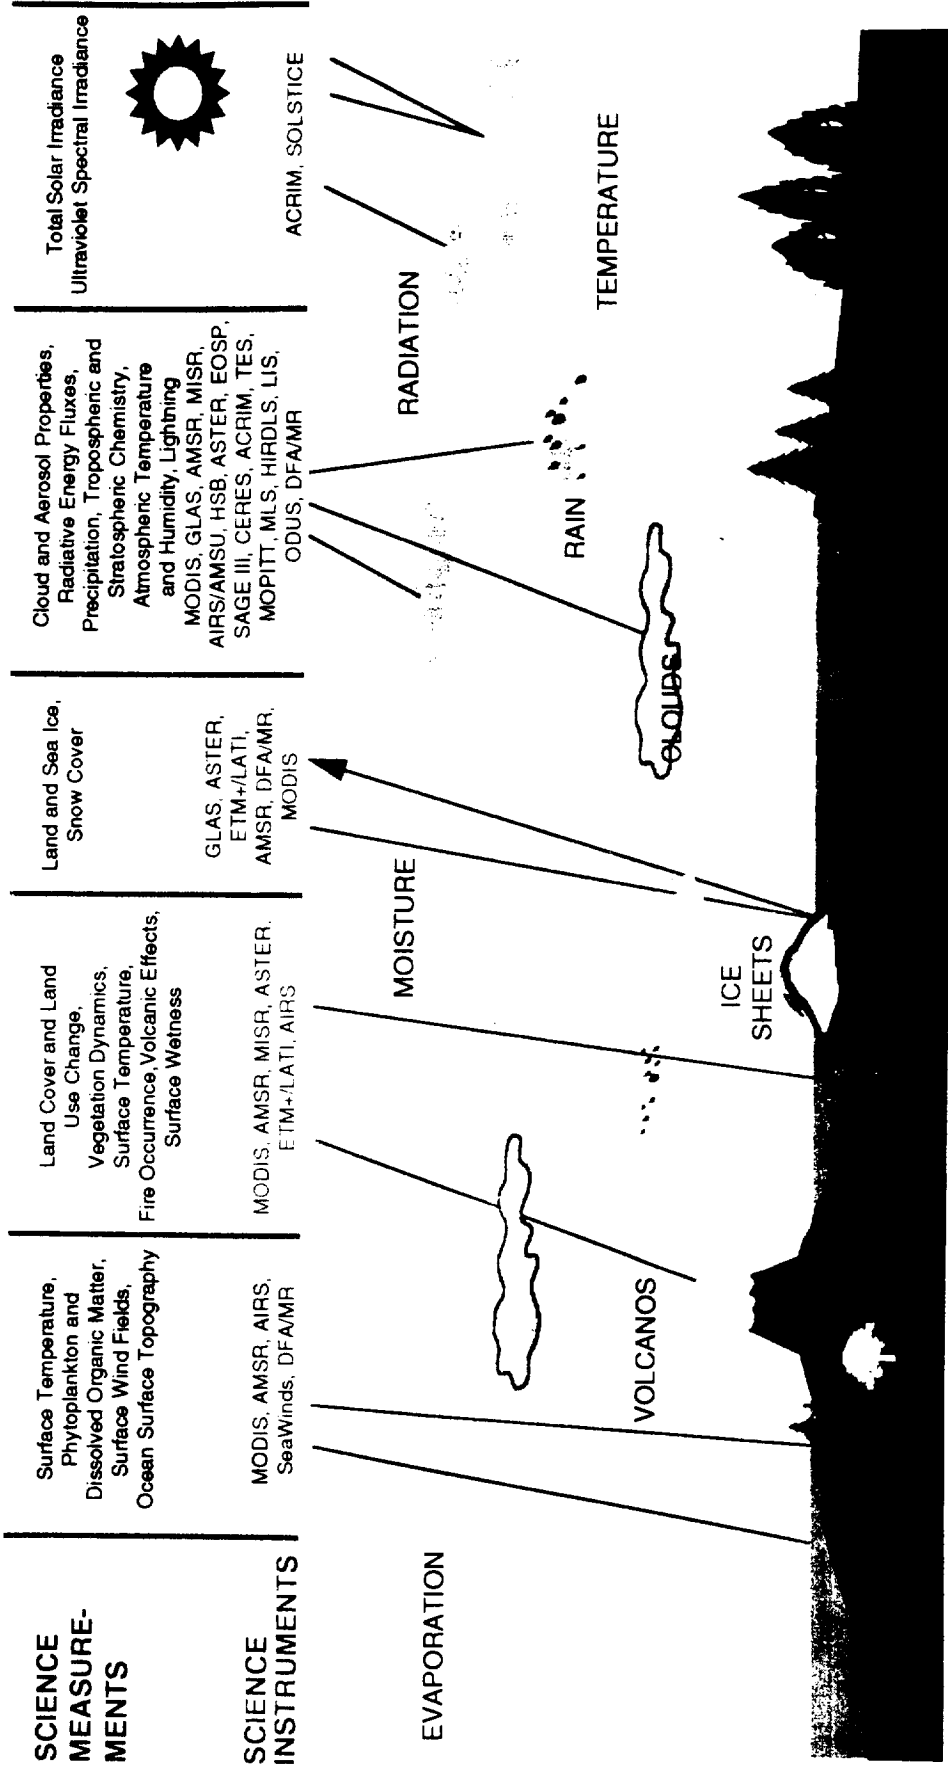 SCIENCE
MEASURE-
MENTS
Surface Temperature,
Phytoplankton and
Dissolved Organic Matter,
Surface Wind Fields,
Ocean Surface Topography
Land Cover and Land
Use Change,
Vegetation Dynamics,
Surface Temperature,
Fire Occurrence, Volcanic Effects,
Surface Wetness
Land and Sea Ice,
Snow Cover
Cloud and Aerosol Properties,
Radiative Energy Fluxes,
Precipitation, Tropospheric and
Stratospheric Chemistry,
Atmospheric Temperature
and Humidity, Lightning
Total Solar Irradiance
Ultraviolet Spectral Irradiance
SCIENCE
INSTRUMENTS
MODIS, AMSR, AIRS,
SeaWinds, DFA/MR
MODIS, AMSR, MISR, ASTER,
ETM+/LATI, AIRS
GLAS, ASTER,
ETM+/LATI,
AMSR, DFA/MR,
MODIS
MODIS, GLAS, AMSR, MISR,
AIRS/AMSU, HSB, ASTER, EOSP,
SAGE III, CERES, ACRIM, TES,
MOPITT, MLS, HIRDLS, LIS,
ODUS, DFA/MR
ACRIM, SOLSTICE
EVAPORATION
MOISTURE
RADIATION
RAIN
TEMPERATURE
VOLCANOS
CLOUDS
ICE
SHEETS